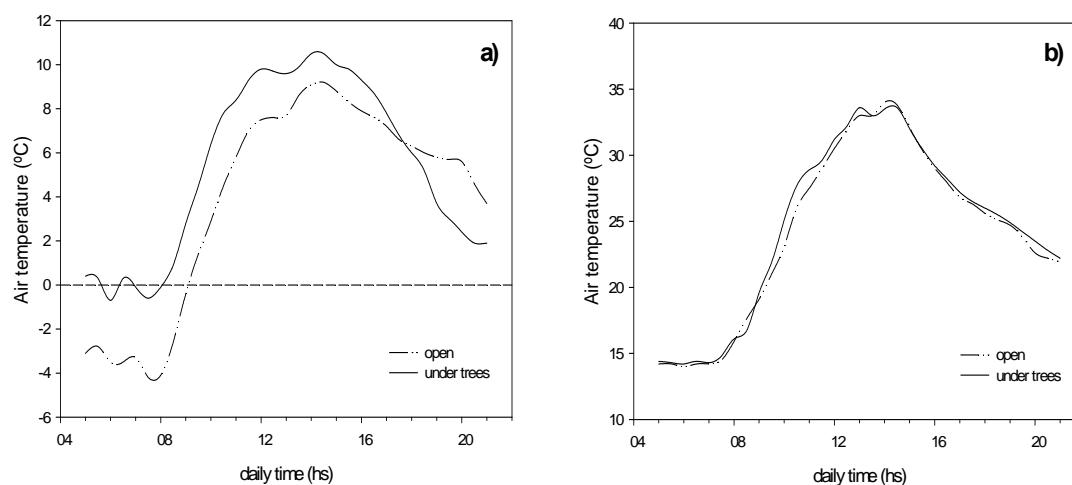 a)
12
10
8
6
4
2
0
-2
-4
-6
Air temperature (ºC)
open
under trees
04 08 12 16 20
daily time (hs)
b)
40
35
30
25
20
15
10
Air temperature (ºC)
open
under trees
04 08 12 16 20
daily time (hs)